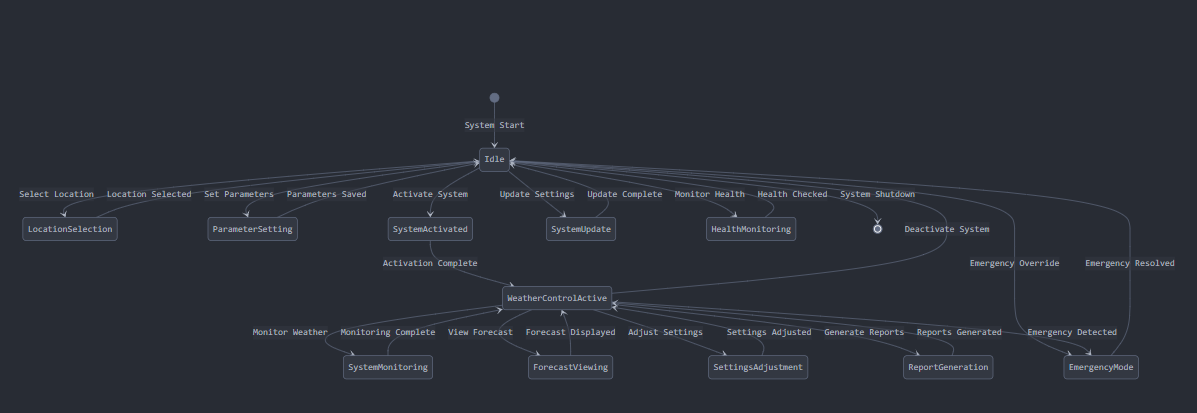 System Start
Idle
Select Location
Location Selected
Set Parameters
Parameters Saved
Activate System
Update Settings
Update Complete
Monitor Health
Health Checked
System Shutdown
LocationSelection
ParameterSetting
SystemActivated
SystemUpdate
HealthMonitoring
Deactivate System
Activation Complete
Emergency Override
Emergency Resolved
WeatherControlActive
Monitor Weather
Monitoring Complete
View Forecast
Forecast Displayed
Adjust Settings
Settings Adjusted
Generate Reports
Reports Generated
Emergency Detected
SystemMonitoring
ForecastViewing
SettingsAdjustment
ReportGeneration
EmergencyMode